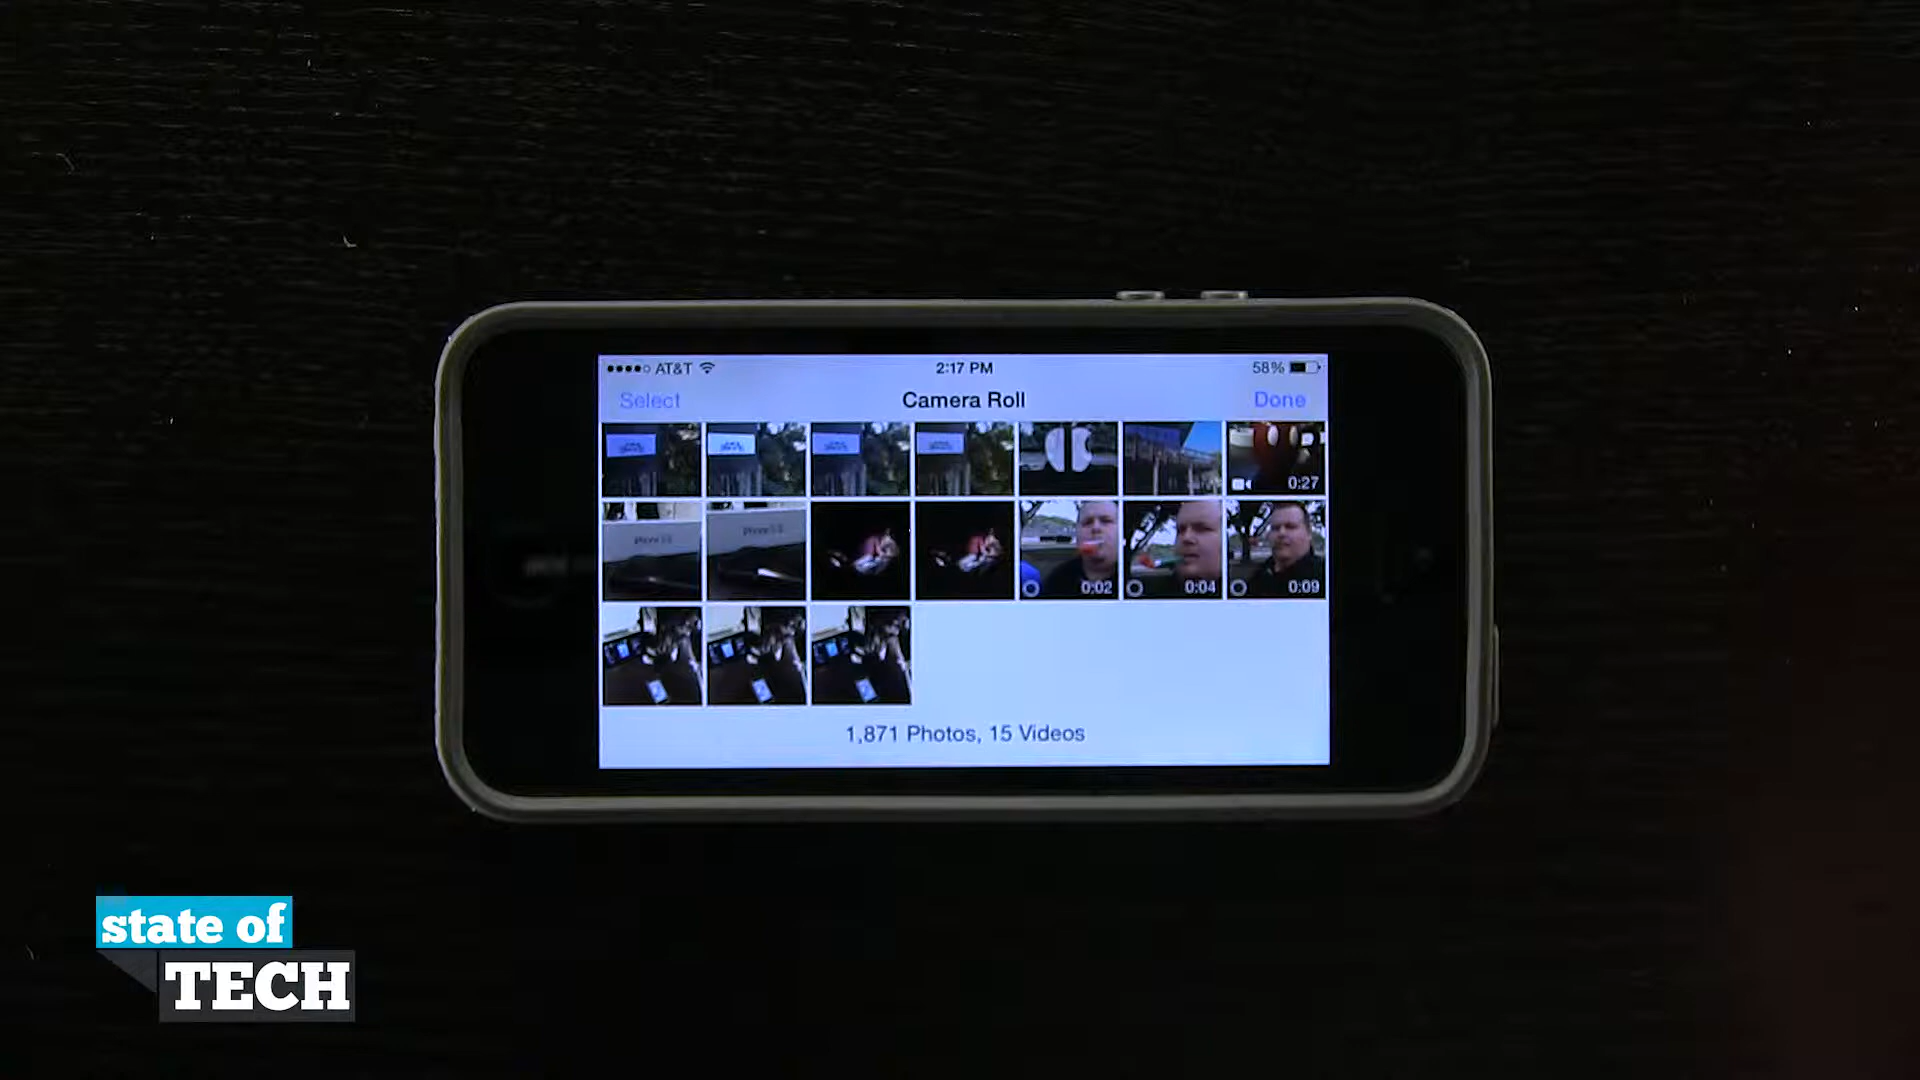 AT&T 2:17 PM 58%
Select Camera Roll Done
0:27
0:02 0:04 0:09
1,871 Photos, 15 Videos
state of
TECH